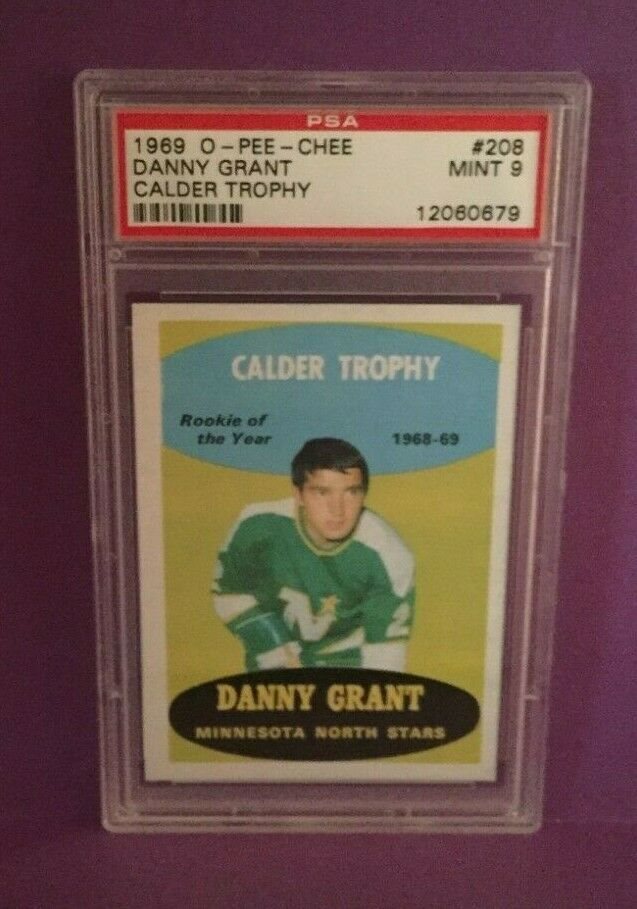 PSA
1969 O-PEE-CHEE #208
DANNY GRANT MINT 9
CALDER TROPHY
12060679
CALDER TROPHY
Rookie of
the Year 1968-69
N
2
DANNY GRANT
MINNESOTA NORTH STARS